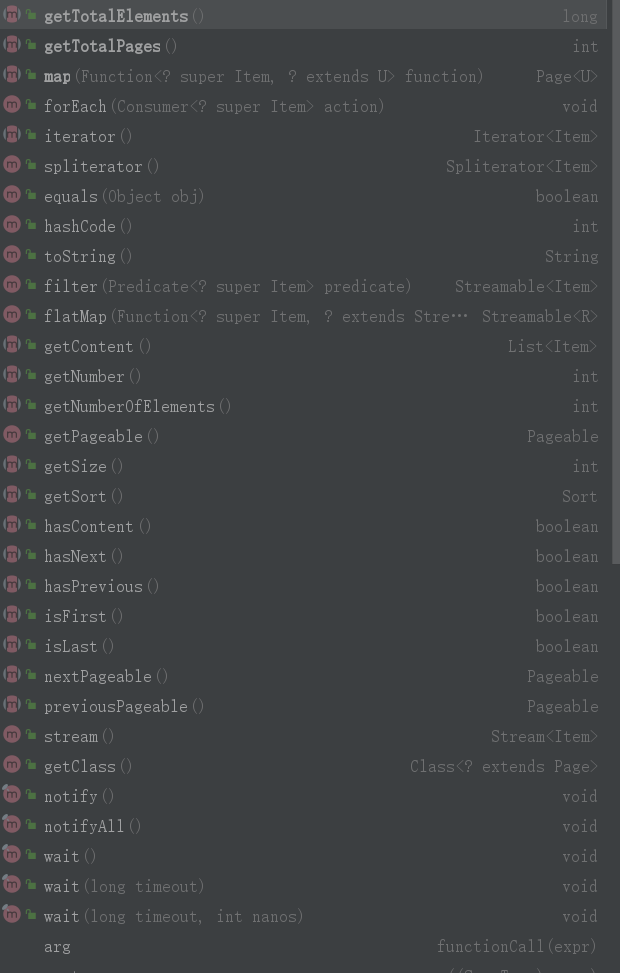 getTotalElements() long
getTotalPages() int
map(Function<? super Item, ? extends U> function) Page<U>
forEach(Consumer<? super Item> action) void
iterator() Iterator<Item>
spliterator() Spliterator<Item>
equals(Object obj) boolean
hashCode() int
toString() String
filter(Predicate<? super Item> predicate) Streamable<Item>
flatMap(Function<? super Item, ? extends Stre… Streamable<R>
getContent() List<Item>
getNumber() int
getNumberOfElements() int
getPageable() Pageable
getSize() int
getSort() Sort
hasContent() boolean
hasNext() boolean
hasPrevious() boolean
isFirst() boolean
isLast() boolean
nextPageable() Pageable
previousPageable() Pageable
stream() Stream<Item>
getClass() Class<? extends Page>
notify() void
notifyAll() void
wait() void
wait(long timeout) void
wait(long timeout, int nanos) void
arg functionCall(expr)